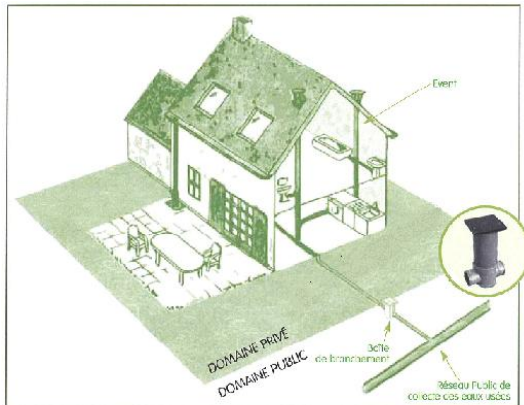 Event
DOMAINE PRIVÉ
DOMAINE PUBLIC
Boîte
de branchement
Réseau Public de
collecte des eaux usées